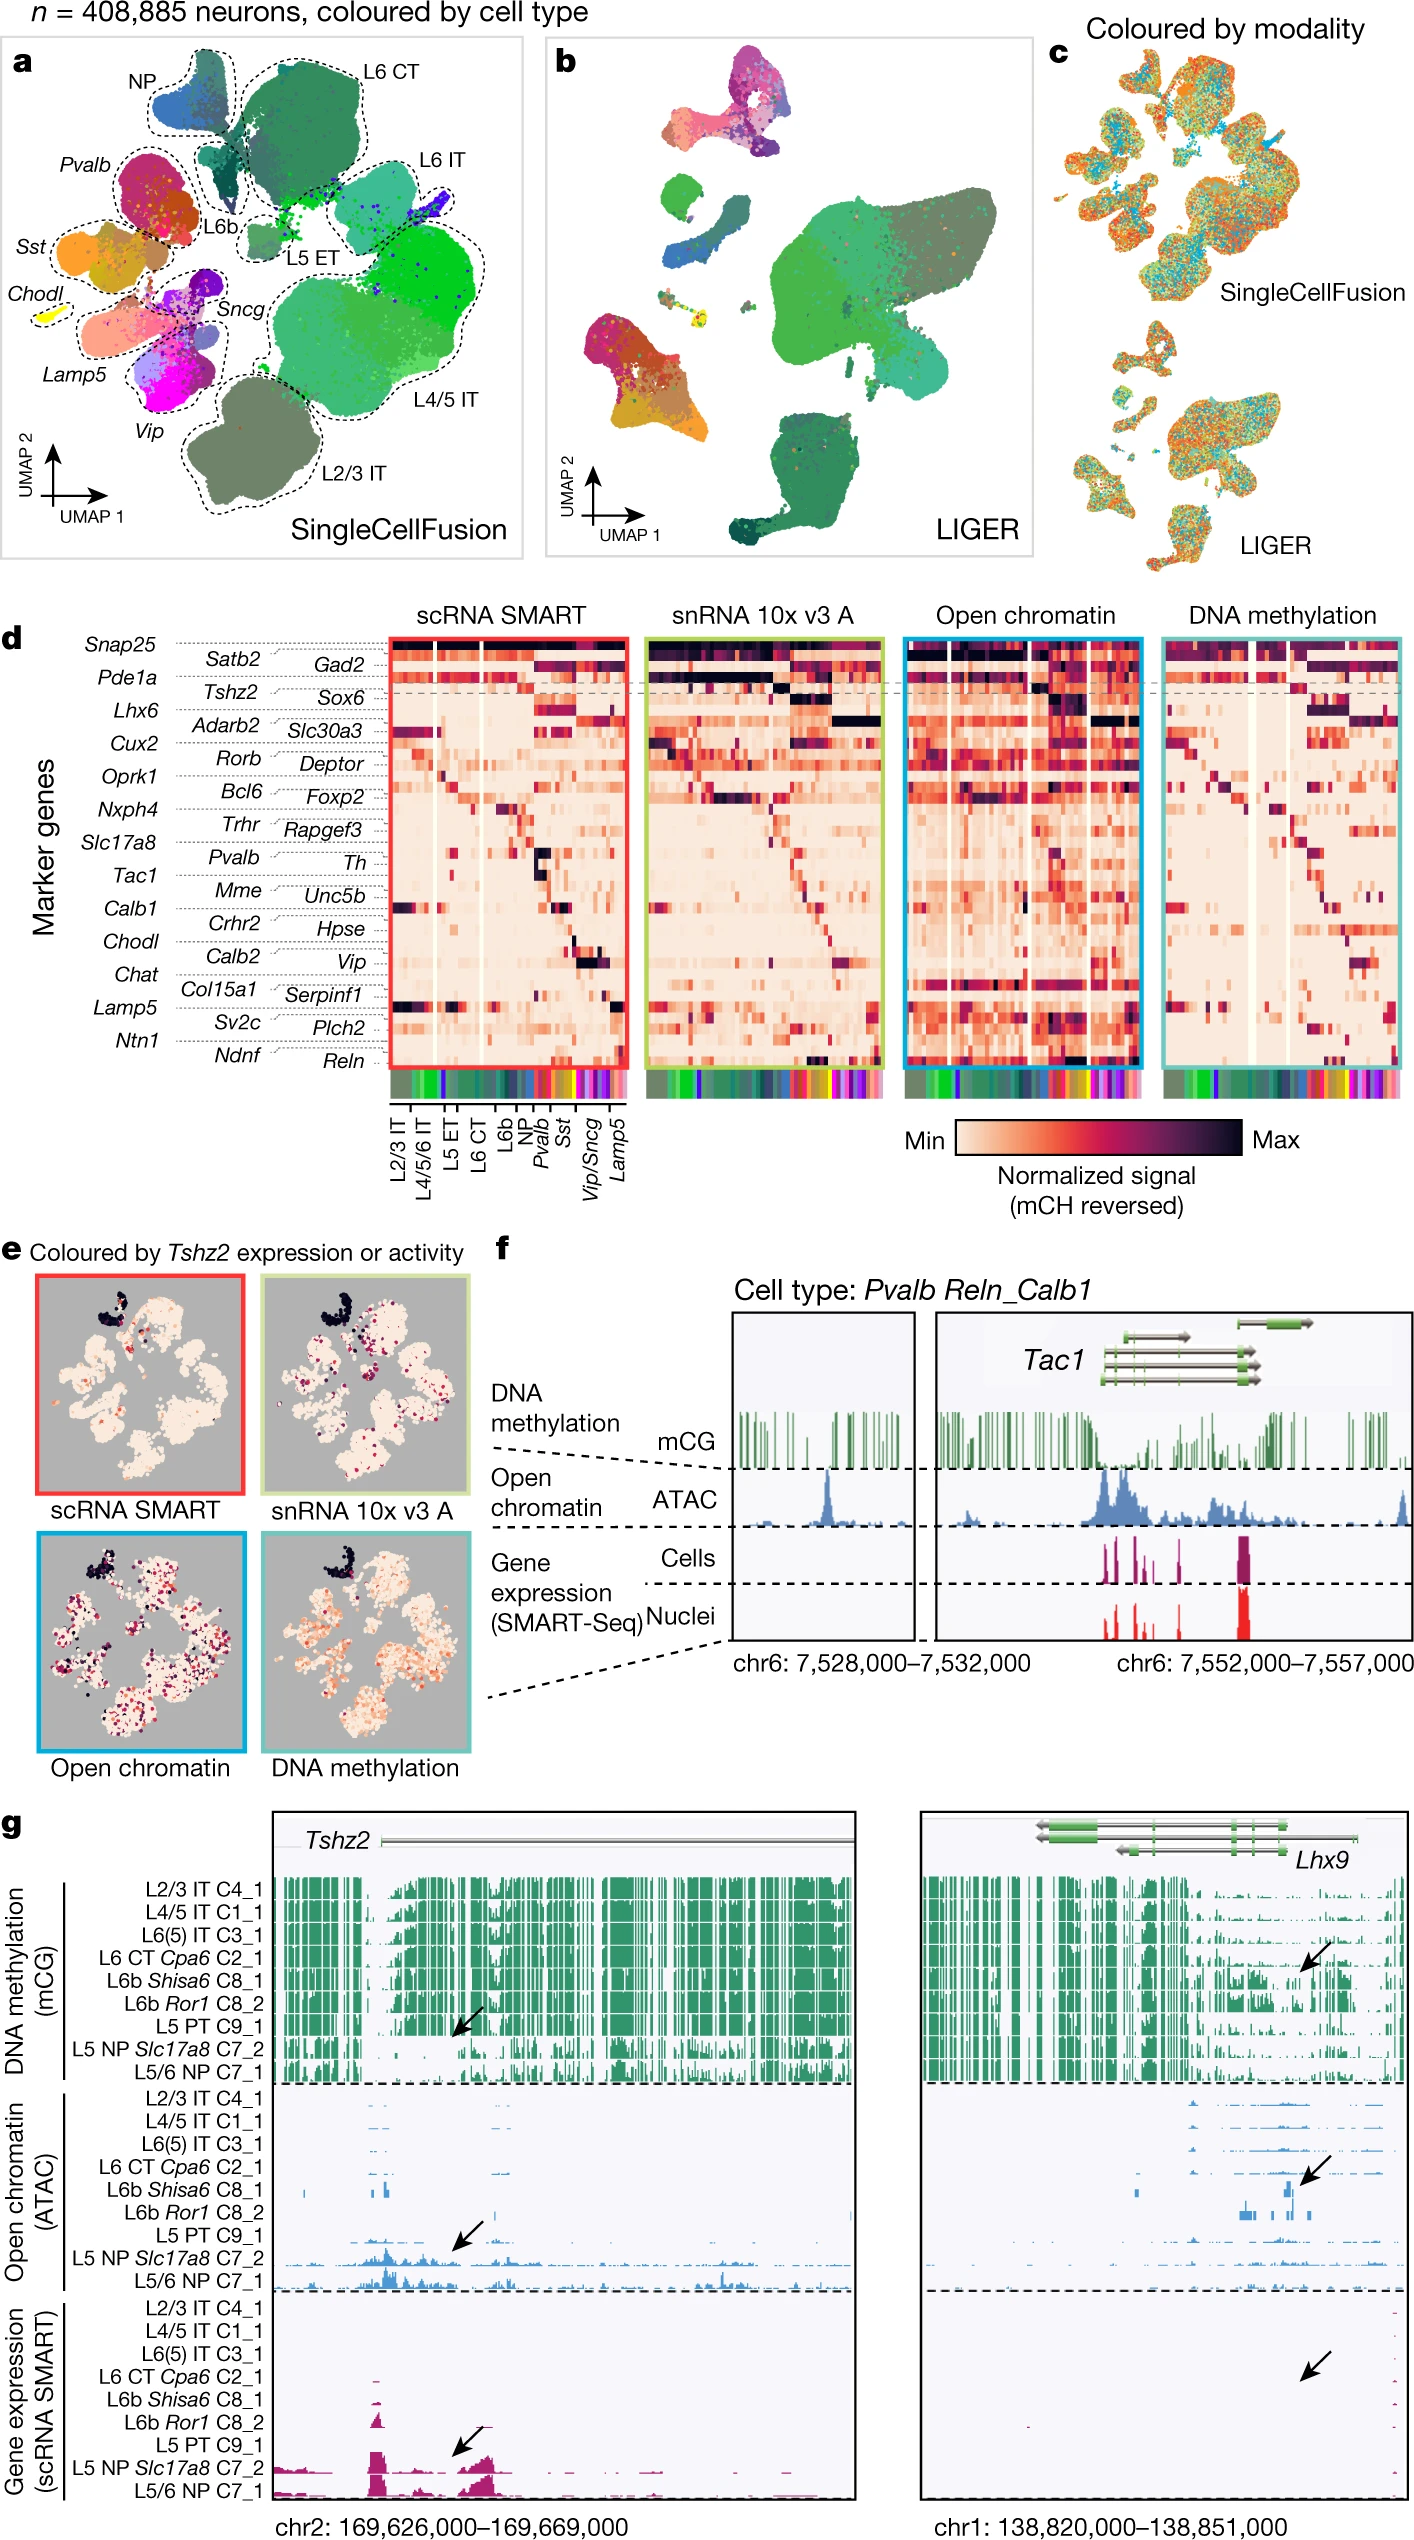 n = 408,885 neurons, coloured by cell type
Coloured by modality
a
NP
L6 CT
Pvalb
L6 IT
L6b
Sst
L5 ET
Chodl
Sncg
Lamp5
L4/5 IT
Vip
L2/3 IT
UMAP 2
UMAP 1
SingleCellFusion
b
UMAP 2
UMAP 1
LIGER
c
SingleCellFusion
LIGER
d
scRNA SMART
snRNA 10x v3 A
Open chromatin
DNA methylation
Marker genes
Snap25
Satb2
Gad2
Pde1a
Tshz2
Sox6
Lhx6
Adarb2
Slc30a3
Cux2
Rorb
Deptor
Oprk1
Bcl6
Foxp2
Nxph4
Trhr
Rapgef3
Slc17a8
Pvalb
Th
Tac1
Mme
Unc5b
Calb1
Crhr2
Hpse
Chodl
Calb2
Vip
Chat
Col15a1
Serpinf1
Lamp5
Sv2c
Plch2
Ntn1
Ndnf
Reln
L2/3 IT
L4/5/6 IT
L5 ET
L6 CT
L6b
NP
Pvalb
Sst
Vip/Sncg
Lamp5
Min
Max
Normalized signal
(mCH reversed)
e
Coloured by Tshz2 expression or activity
scRNA SMART
snRNA 10x v3 A
Open chromatin
DNA methylation
f
Cell type: Pvalb Reln_Calb1
Tac1
DNA
methylation
mCG
Open
chromatin
ATAC
Gene
expression
(SMART-Seq)
Cells
Nuclei
chr6: 7,528,000–7,532,000
chr6: 7,552,000–7,557,000
g
Tshz2
Lhx9
DNA methylation
(mCG)
L2/3 IT C4_1
L4/5 IT C1_1
L6(5) IT C3_1
L6 CT Cpa6 C2_1
L6b Shisa6 C8_1
L6b Ror1 C8_2
L5 PT C9_1
L5 NP Slc17a8 C7_2
L5/6 NP C7_1
Open chromatin
(ATAC)
L2/3 IT C4_1
L4/5 IT C1_1
L6(5) IT C3_1
L6 CT Cpa6 C2_1
L6b Shisa6 C8_1
L6b Ror1 C8_2
L5 PT C9_1
L5 NP Slc17a8 C7_2
L5/6 NP C7_1
Gene expression
(scRNA SMART)
L2/3 IT C4_1
L4/5 IT C1_1
L6(5) IT C3_1
L6 CT Cpa6 C2_1
L6b Shisa6 C8_1
L6b Ror1 C8_2
L5 PT C9_1
L5 NP Slc17a8 C7_2
L5/6 NP C7_1
chr2: 169,626,000–169,669,000
chr1: 138,820,000–138,851,000